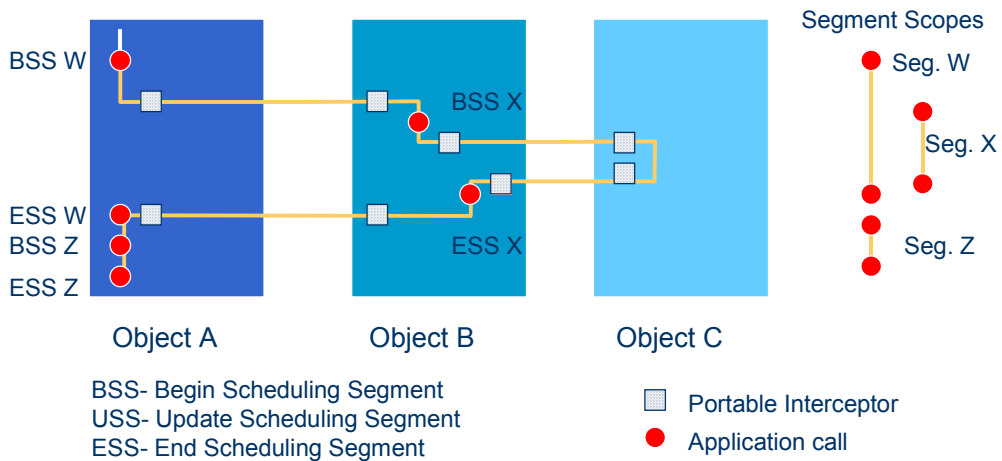 Segment Scopes
BSS W
Seg. W
BSS X
Seg. X
ESS W
BSS Z
ESS X
Seg. Z
ESS Z
Object A
Object B
Object C
BSS- Begin Scheduling Segment
USS- Update Scheduling Segment
ESS- End Scheduling Segment
Portable Interceptor
Application call